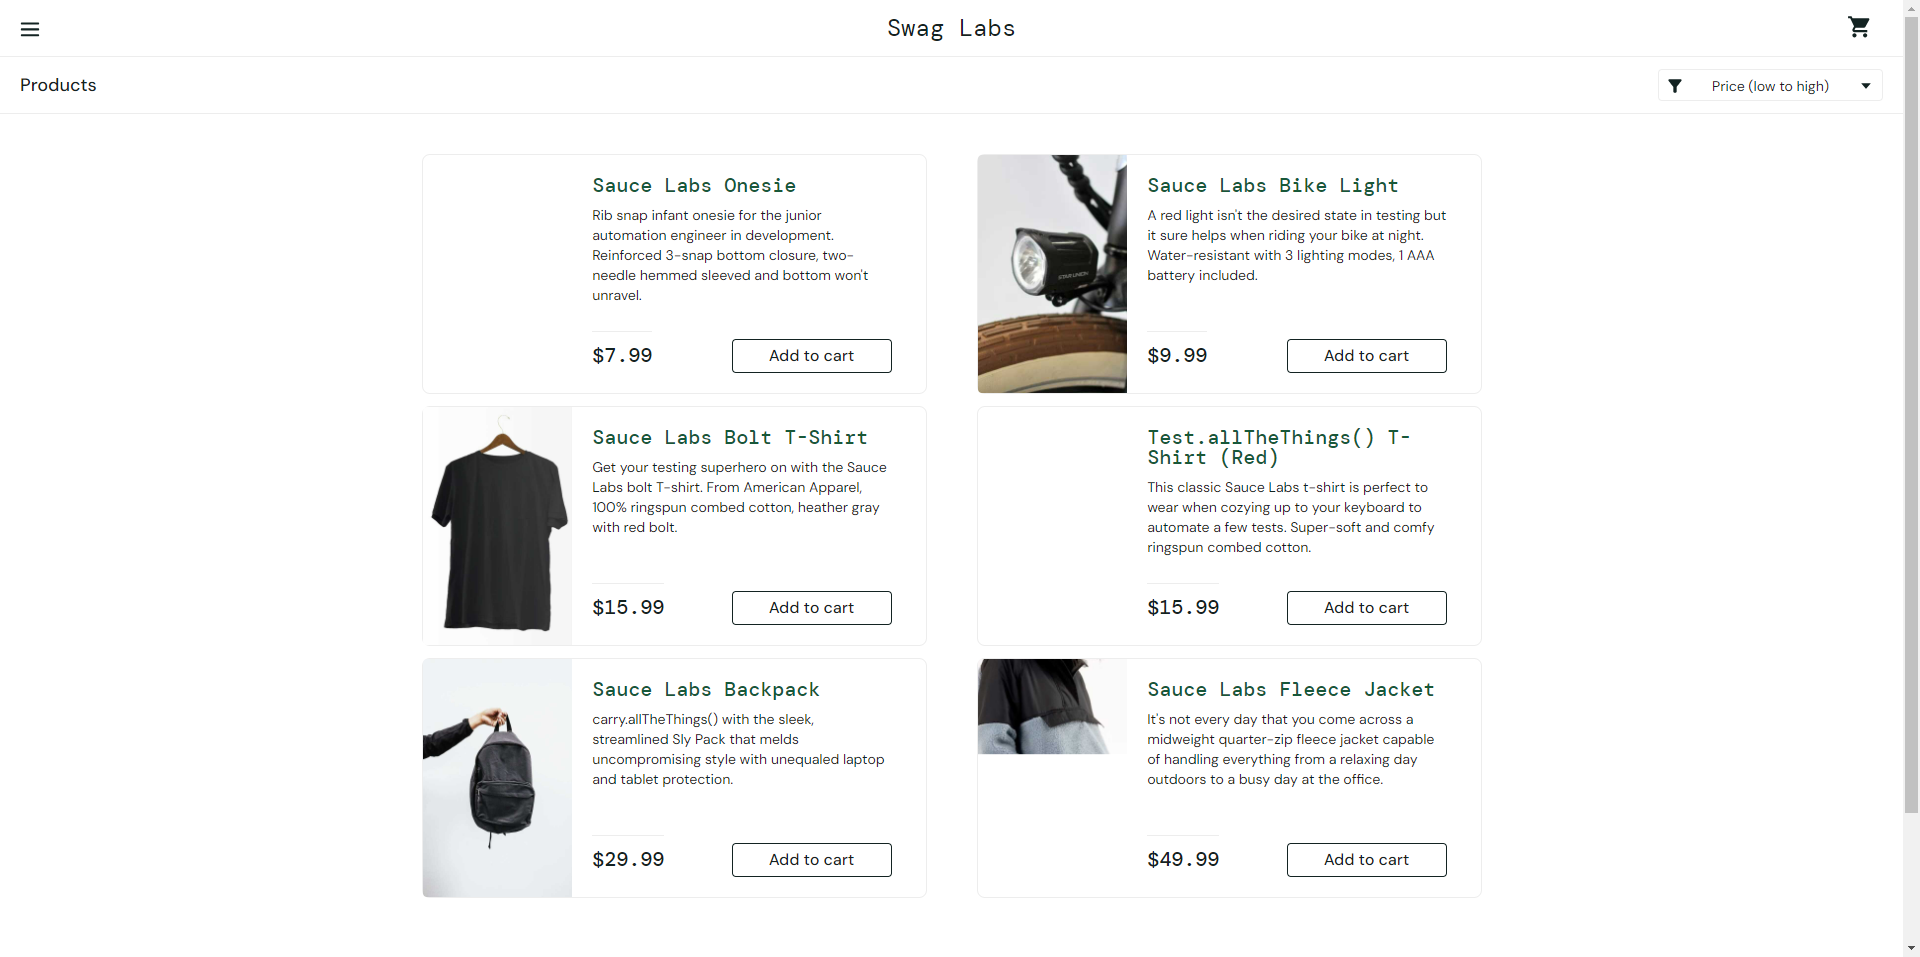 Swag Labs
Products
Price (low to high)
Sauce Labs Onesie
Rib snap infant onesie for the junior
automation engineer in development.
Reinforced 3-snap bottom closure, two-
needle hemmed sleeved and bottom won't
unravel.
$7.99
Add to cart
Sauce Labs Bike Light
A red light isn't the desired state in testing but
it sure helps when riding your bike at night.
Water-resistant with 3 lighting modes, 1 AAA
battery included.
STAR UNION
$9.99
Add to cart
Sauce Labs Bolt T-Shirt
Get your testing superhero on with the Sauce
Labs bolt T-shirt. From American Apparel,
100% ringspun combed cotton, heather gray
with red bolt.
$15.99
Add to cart
Test.allTheThings() T-
Shirt (Red)
This classic Sauce Labs t-shirt is perfect to
wear when cozying up to your keyboard to
automate a few tests. Super-soft and comfy
ringspun combed cotton.
$15.99
Add to cart
Sauce Labs Backpack
carry.allTheThings() with the sleek,
streamlined Sly Pack that melds
uncompromising style with unequaled laptop
and tablet protection.
$29.99
Add to cart
Sauce Labs Fleece Jacket
It's not every day that you come across a
midweight quarter-zip fleece jacket capable
of handling everything from a relaxing day
outdoors to a busy day at the office.
$49.99
Add to cart